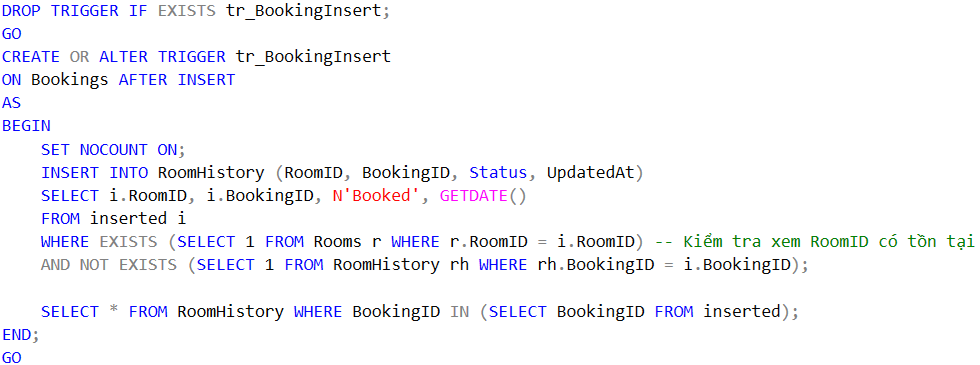 DROP TRIGGER IF EXISTS tr_BookingInsert;
GO
CREATE OR ALTER TRIGGER tr_BookingInsert
ON Bookings AFTER INSERT
AS
BEGIN
    SET NOCOUNT ON;
    INSERT INTO RoomHistory (RoomID, BookingID, Status, UpdatedAt)
    SELECT i.RoomID, i.BookingID, N'Booked', GETDATE()
    FROM inserted i
    WHERE EXISTS (SELECT 1 FROM Rooms r WHERE r.RoomID = i.RoomID) -- Kiểm tra xem RoomID có tồn tại
    AND NOT EXISTS (SELECT 1 FROM RoomHistory rh WHERE rh.BookingID = i.BookingID);
    SELECT * FROM RoomHistory WHERE BookingID IN (SELECT BookingID FROM inserted);
END;
GO